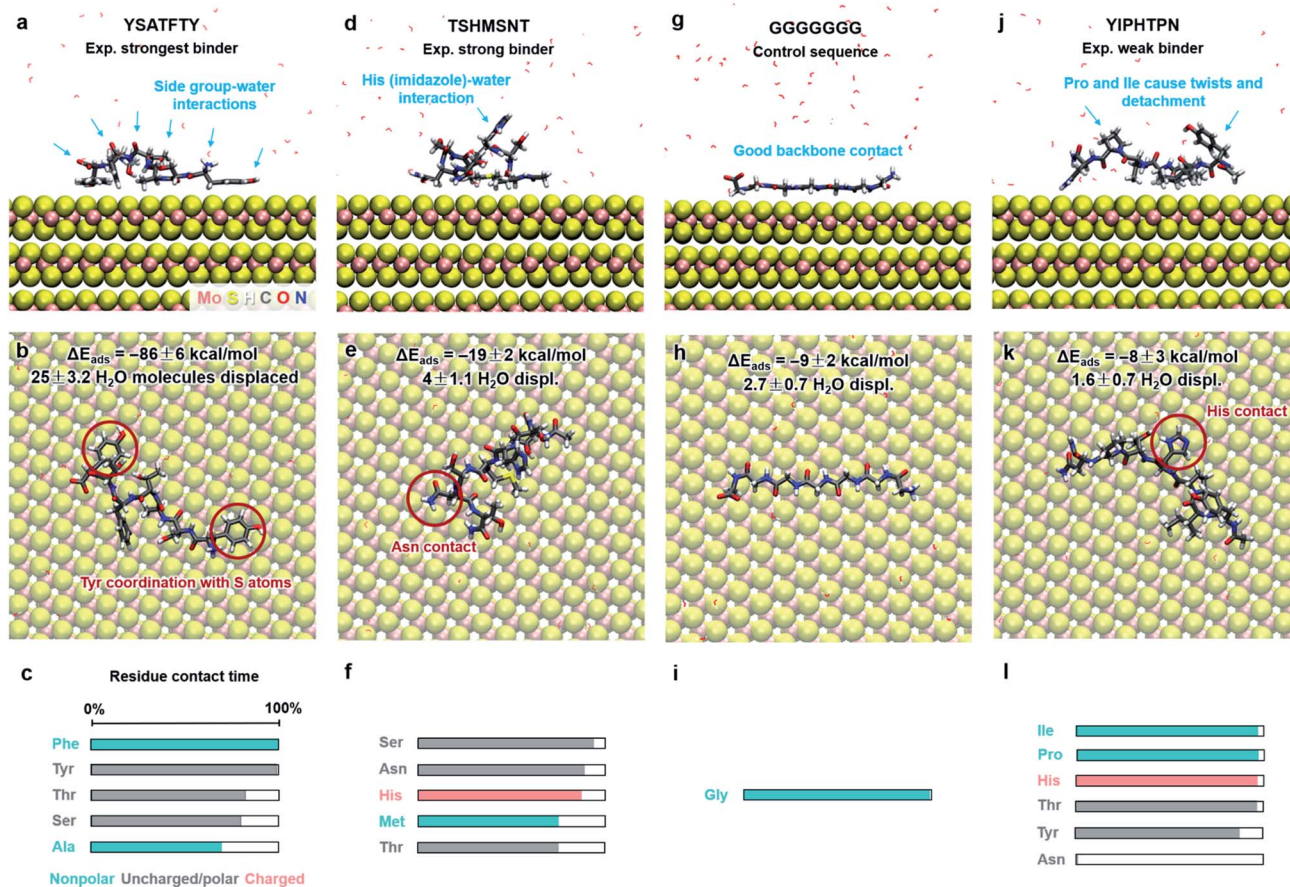 a
YSATFTY
Exp. strongest binder
Side group-water
interactions
Mo S H C O N
d
TSHMSNT
Exp. strong binder
His (imidazole)-water
interaction
g
GGGGGGG
Control sequence
Good backbone contact
j
YIPHTPN
Exp. weak binder
Pro and Ile cause twists and
detachment
b
ΔEads = –86±6 kcal/mol
25±3.2 H2O molecules displaced
Tyr coordination with S atoms
e
ΔEads = –19±2 kcal/mol
4±1.1 H2O displ.
Asn contact
h
ΔEads = –9±2 kcal/mol
2.7±0.7 H2O displ.
k
ΔEads = –8±3 kcal/mol
1.6±0.7 H2O displ.
His contact
c
Residue contact time
0% 100%
Phe
Tyr
Thr
Ser
Ala
Nonpolar Uncharged/polar Charged
f
Ser
Asn
His
Met
Thr
i
Gly
l
Ile
Pro
His
Thr
Tyr
Asn